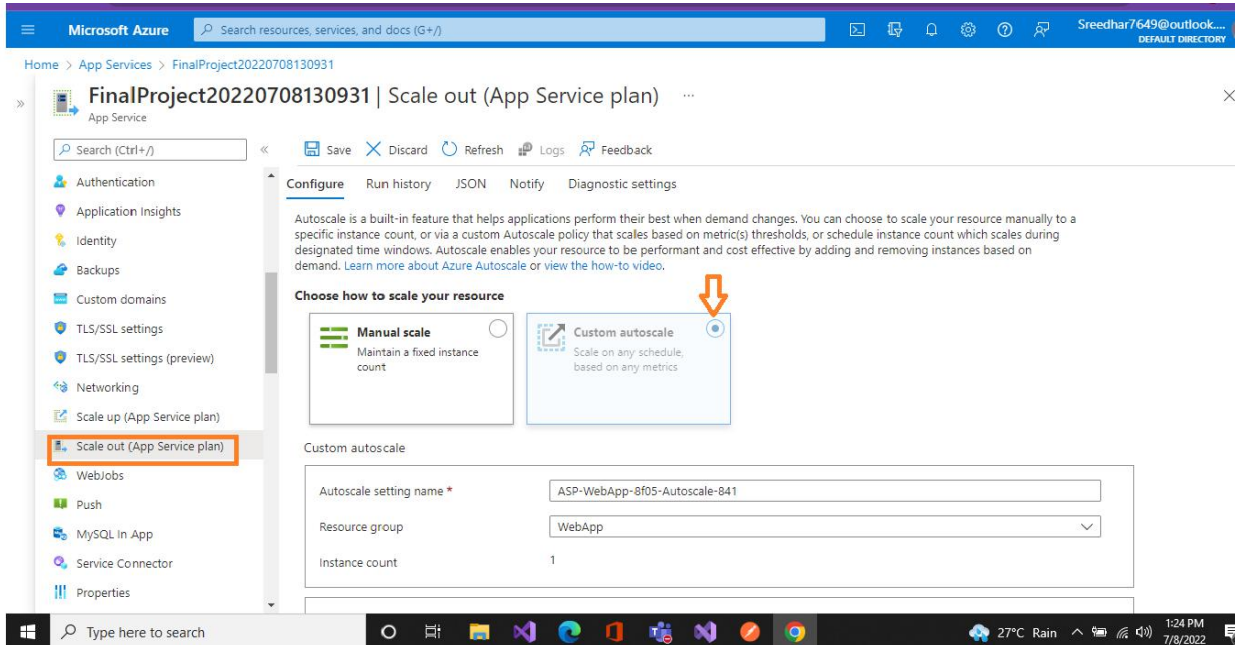 Microsoft Azure
Search resources, services, and docs (G+/)
Sreedhar7649@outlook....
DEFAULT DIRECTORY
Home > App Services > FinalProject20220708130931
FinalProject20220708130931 | Scale out (App Service plan) ...
App Service
Search (Ctrl+/)
Save Discard Refresh Logs Feedback
Authentication
Application Insights
Identity
Backups
Custom domains
TLS/SSL settings
TLS/SSL settings (preview)
Networking
Scale up (App Service plan)
Scale out (App Service plan)
WebJobs
Push
MySQL In App
Service Connector
Properties
Configure Run history JSON Notify Diagnostic settings
Autoscale is a built-in feature that helps applications perform their best when demand changes. You can choose to scale your resource manually to a
specific instance count, or via a custom Autoscale policy that scales based on metric(s) thresholds, or schedule instance count which scales during
designated time windows. Autoscale enables your resource to be performant and cost effective by adding and removing instances based on
demand. Learn more about Azure Autoscale or view the how-to video.
Choose how to scale your resource
Manual scale
Maintain a fixed instance
count
Custom autoscale
Scale on any schedule,
based on any metrics
Custom autoscale
Autoscale setting name * ASP-WebApp-8f05-Autoscale-841
Resource group WebApp
Instance count 1
Type here to search
27°C Rain
1:24 PM
7/8/2022